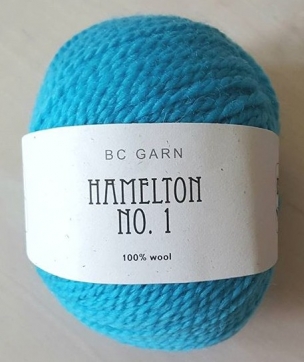 BC GARN
HAMELTON
NO. 1
100% wool